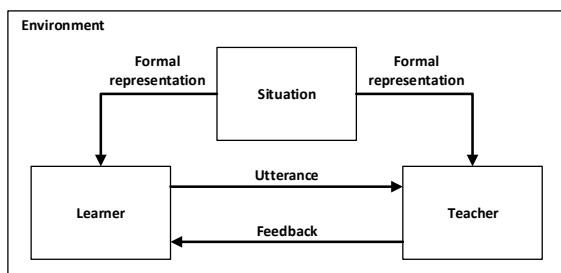 Environment
Formal
representation
Formal
representation
Situation
Utterance
Learner
Teacher
Feedback